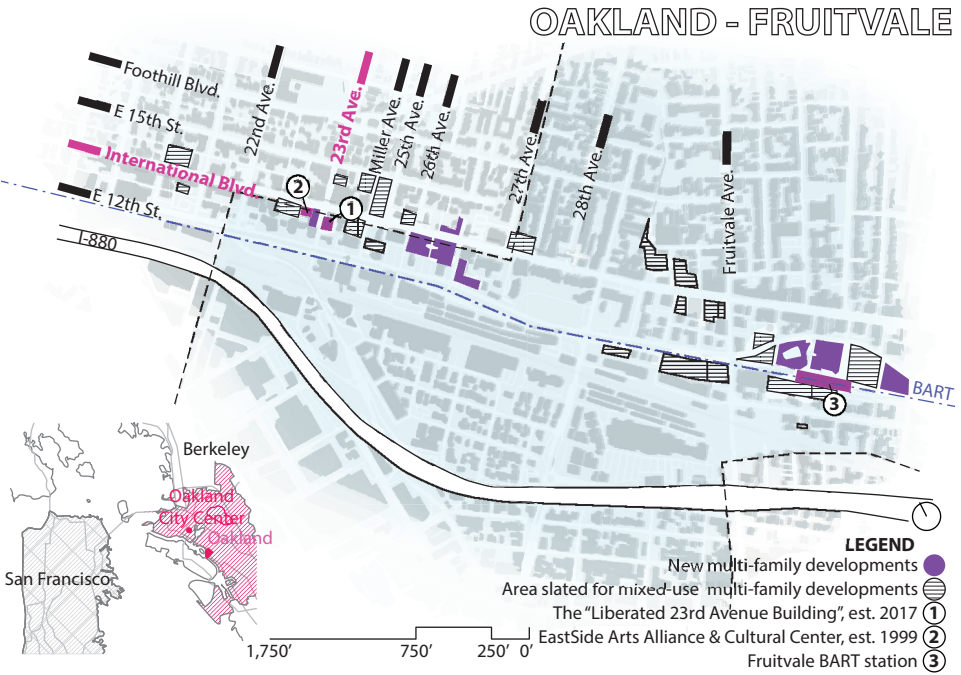 OAKLAND - FRUITVALE
Foothill Blvd.
E 15th St.
International Blvd.
E 12th St.
22nd Ave.
23rd Ave.
Miller Ave.
25th Ave.
26th Ave.
27th Ave.
28th Ave.
Fruitvale Ave.
2
1
I-880
BART
3
Berkeley
Oakland
City Center
Oakland
San Francisco
LEGEND
New multi-family developments
Area slated for mixed-use multi-family developments
The “Liberated 23rd Avenue Building”, est. 2017 1
EastSide Arts Alliance & Cultural Center, est. 1999 2
Fruitvale BART station 3
1,750’ 750’ 250’ 0’